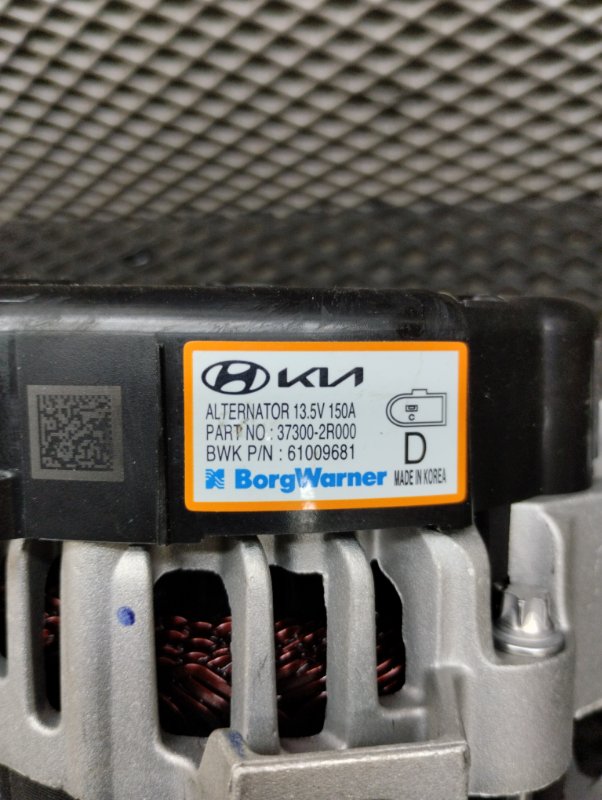 KIA
ALTERNATOR 13.5V 150A
PART NO : 37300-2R000
BWK P/N : 61009681
C
D
BorgWarner MADE IN KOREA